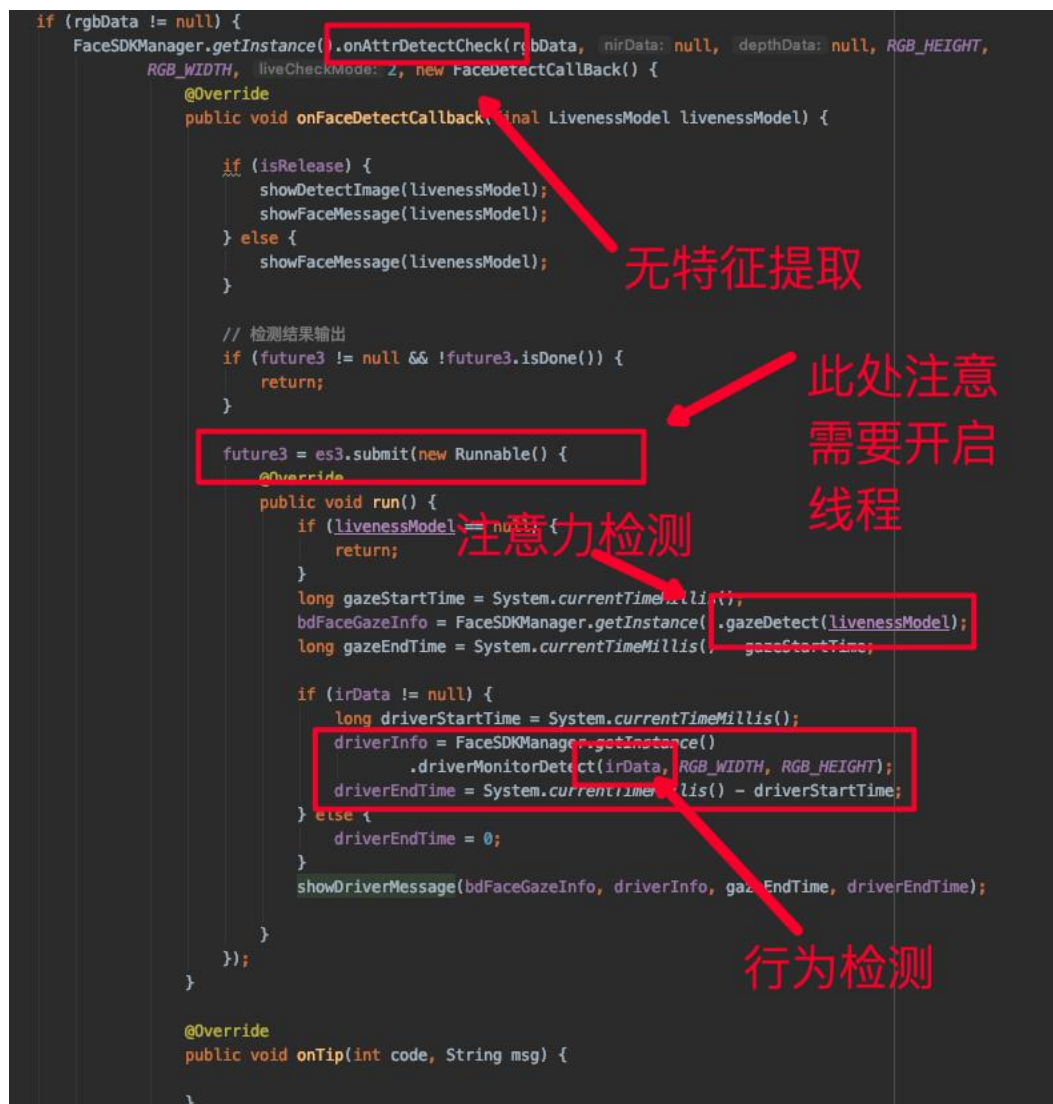 if (rgbData != null) {
FaceSDKManager.getInstance().onAttrDetectCheck(rgbData, nirData: null, depthData: null, RGB_HEIGHT,
RGB_WIDTH, liveCheckMode: 2, new FaceDetectCallBack() {
@Override
public void onFaceDetectCallback(final LivenessModel livenessModel) {
if (isRelease) {
showDetectImage(livenessModel);
showFaceMessage(livenessModel);
} else {
showFaceMessage(livenessModel);
}
无特征提取
// 检测结果输出
if (future3 != null && !future3.isDone()) {
return;
}
此处注意
需要开启
线程
future3 = es3.submit(new Runnable() {
@Override
public void run() {
if (livenessModel == null) {
return;
}
注意力检测
long gazeStartTime = System.currentTimeMillis();
bdFaceGazeInfo = FaceSDKManager.getInstance().gazeDetect(livenessModel);
long gazeEndTime = System.currentTimeMillis() - gazeStartTime;
if (irData != null) {
long driverStartTime = System.currentTimeMillis();
driverInfo = FaceSDKManager.getInstance()
.driverMonitorDetect(irData, RGB_WIDTH, RGB_HEIGHT);
driverEndTime = System.currentTimeMillis() - driverStartTime;
} else {
driverEndTime = 0;
}
showDriverMessage(bdFaceGazeInfo, driverInfo, gazeEndTime, driverEndTime);
}
行为检测
});
}
@Override
public void onTip(int code, String msg) {
}